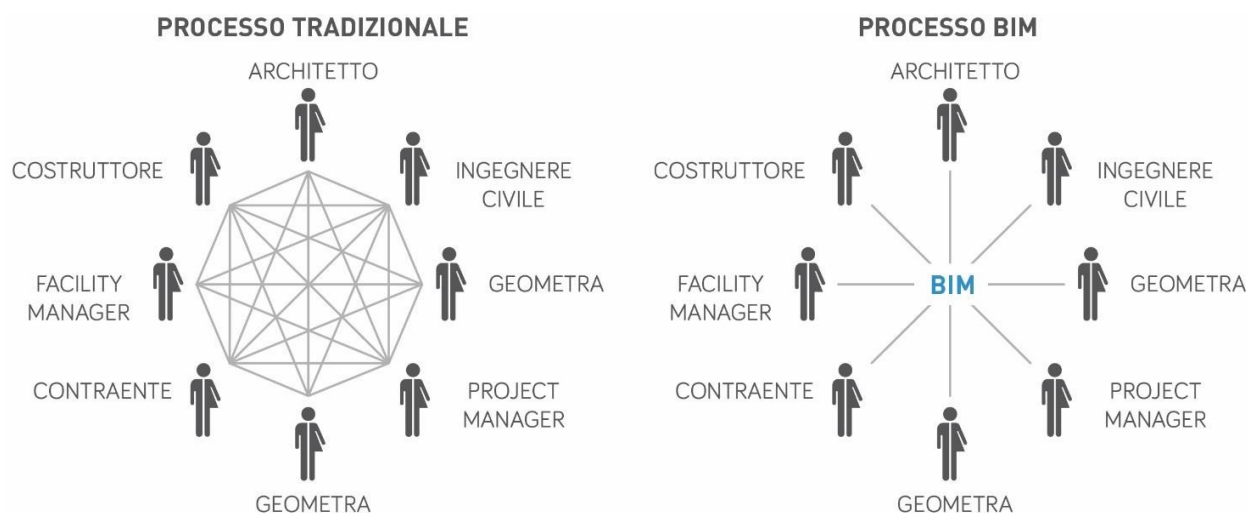 PROCESSO TRADIZIONALE
ARCHITETTO
COSTRUTTORE
INGEGNERE
CIVILE
FACILITY
MANAGER
GEOMETRA
CONTRAENTE
PROJECT
MANAGER
GEOMETRA
PROCESSO BIM
ARCHITETTO
COSTRUTTORE
INGEGNERE
CIVILE
FACILITY
MANAGER
BIM
GEOMETRA
CONTRAENTE
PROJECT
MANAGER
GEOMETRA